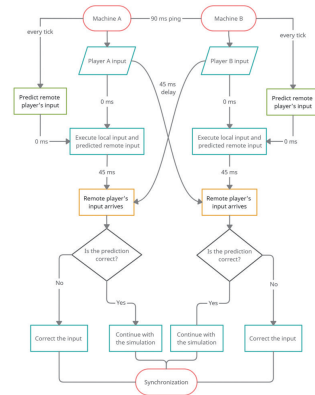 Machine A
90 ms ping
Machine B
every tick
every tick
Player A input
Player B input
45 ms
delay
Predict remote
player's input
Predict remote
player's input
0 ms
0 ms
0 ms
Execute local input and
predicted remote input
Execute local input and
predicted remote input
0 ms
45 ms
45 ms
Remote player's
input arrives
Remote player's
input arrives
Is the prediction
correct?
Is the prediction
correct?
No
No
Yes
Yes
Correct the input
Continue with
the simulation
Continue with
the simulation
Correct the input
Synchronization